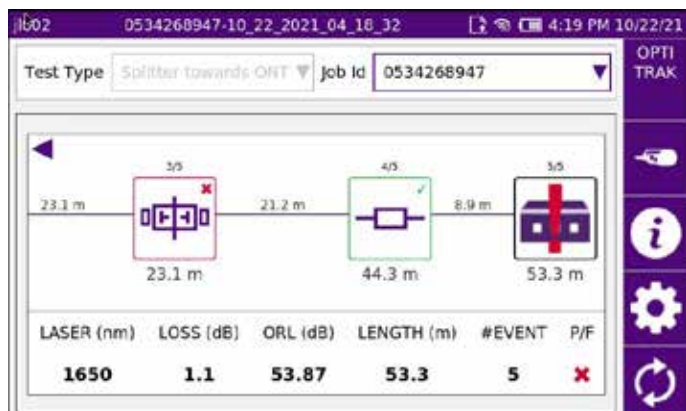 jlb02 0534268947-10_22_2021_04_18_32 4:19 PM 10/22/21
OPTI
TRAK
Test Type Splitter towards ONT Job Id 0534268947
3/5 4/5 5/5
23.1 m 21.2 m 8.9 m
23.1 m 44.3 m 53.3 m
LASER (nm) LOSS (dB) ORL (dB) LENGTH (m) #EVENT P/F
1650 1.1 53.87 53.3 5